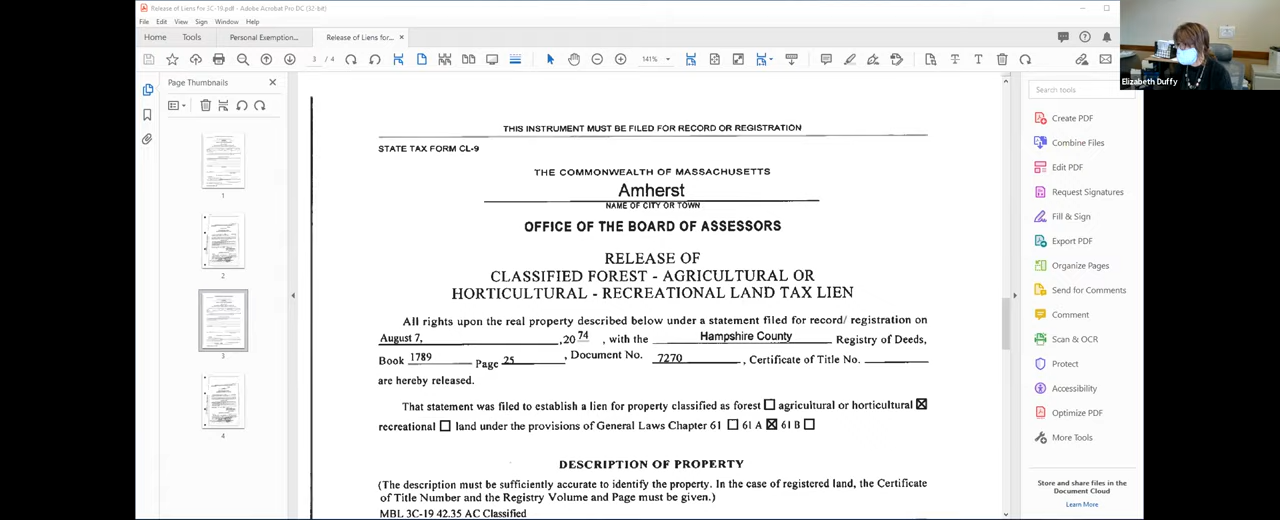 Release of Liens for 3C-19.pdf - Adobe Acrobat Pro DC (32-bit)
File Edit View Sign Window Help
Home Tools Personal Exemption... Release of Liens for... ×
3 / 4 141%
Elizabeth Duffy
Page Thumbnails
1
2
3
4
THIS INSTRUMENT MUST BE FILED FOR RECORD OR REGISTRATION
STATE TAX FORM CL-9
THE COMMONWEALTH OF MASSACHUSETTS
Amherst
NAME OF CITY OR TOWN
OFFICE OF THE BOARD OF ASSESSORS
RELEASE OF
CLASSIFIED FOREST - AGRICULTURAL OR
HORTICULTURAL - RECREATIONAL LAND TAX LIEN
All rights upon the real property described below under a statement filed for record/ registration on
August 7, ,20 74 , with the Hampshire County Registry of Deeds,
Book 1789 Page 25 , Document No. 7270 , Certificate of Title No.
are hereby released.
That statement was filed to establish a lien for property classified as forest ☐ agricultural or horticultural ☒
recreational ☐ land under the provisions of General Laws Chapter 61 ☐ 61 A ☒ 61 B ☐
DESCRIPTION OF PROPERTY
(The description must be sufficiently accurate to identify the property. In the case of registered land, the Certificate
of Title Number and the Registry Volume and Page must be given.)
MBL 3C-19 42.35 AC Classified
Search tools
Create PDF
Combine Files
Edit PDF
Request Signatures
Fill & Sign
Export PDF
Organize Pages
Send for Comments
Comment
Scan & OCR
Protect
Accessibility
Optimize PDF
More Tools
Store and share files in the
Document Cloud
Learn More